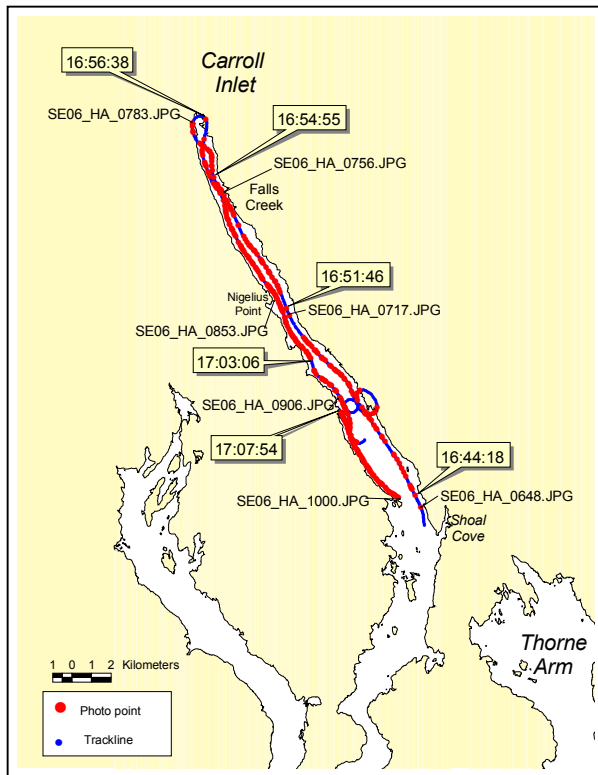 16:56:38
Carroll
Inlet
SE06_HA_0783.JPG
16:54:55
SE06_HA_0756.JPG
Falls
Creek
16:51:46
Nigelius
Point
SE06_HA_0717.JPG
SE06_HA_0853.JPG
17:03:06
SE06_HA_0906.JPG
17:07:54
16:44:18
SE06_HA_1000.JPG
SE06_HA_0648.JPG
Shoal
Cove
Thorne
Arm
1 0 1 2 Kilometers
Photo point
Trackline